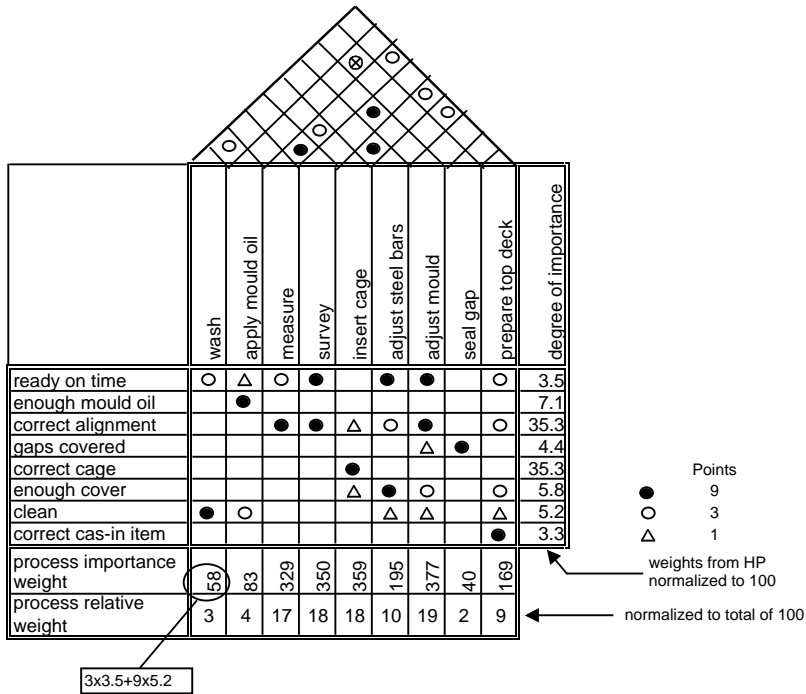 wash
apply mould oil
measure
survey
insert cage
adjust steel bars
adjust mould
seal gap
prepare top deck
degree of importance
ready on time 3.5
enough mould oil 7.1
correct alignment 35.3
gaps covered 4.4
correct cage 35.3
enough cover 5.8
clean 5.2
correct cas-in item 3.3
Points
9
3
1
process importance
weight 58 83 329 350 359 195 377 40 169
weights from HP
normalized to 100
process relative
weight 3 4 17 18 18 10 19 2 9
normalized to total of 100
3x3.5+9x5.2